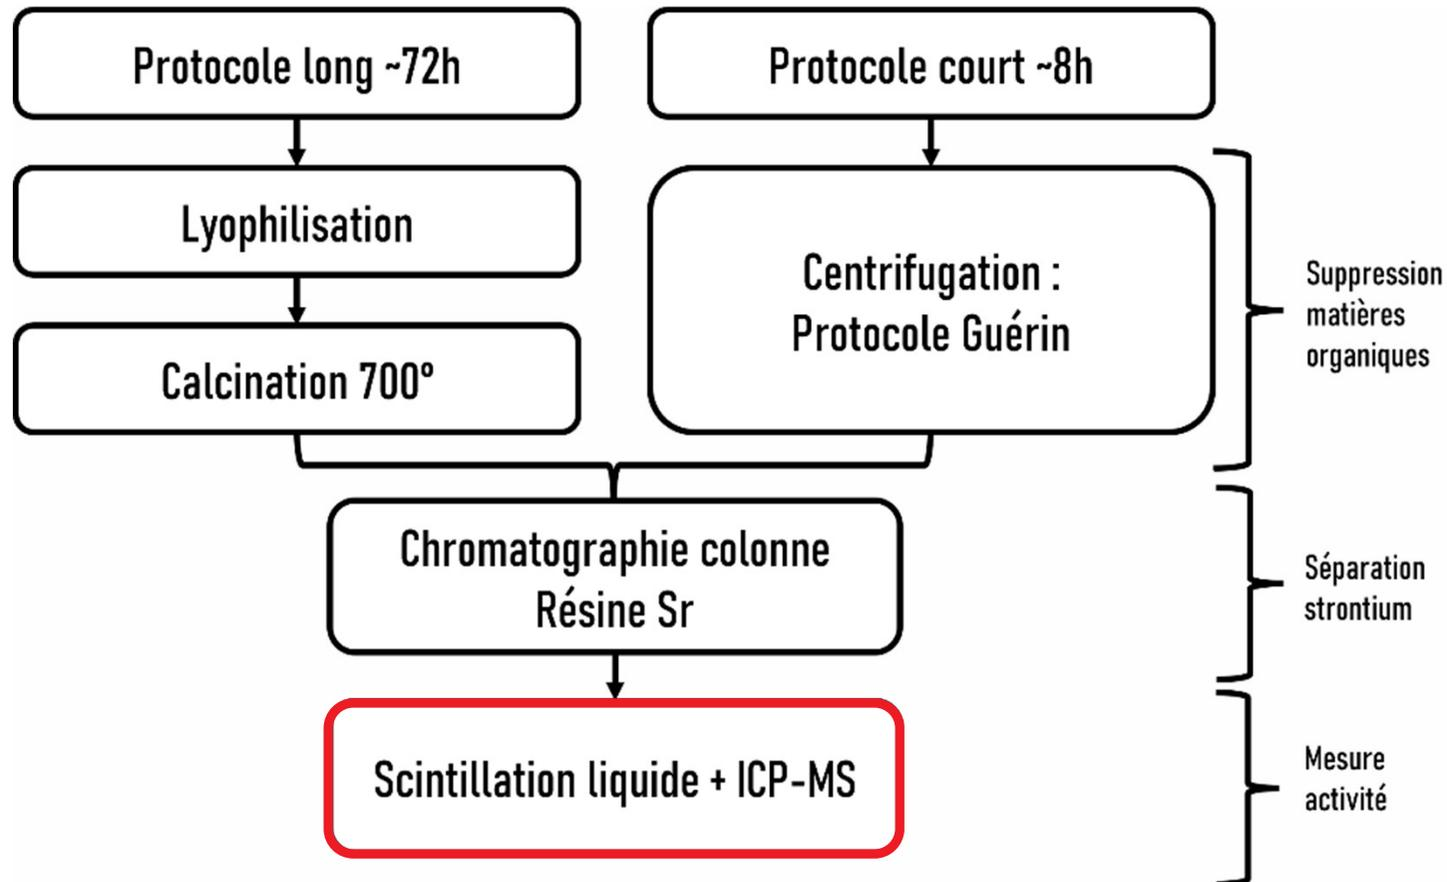 Protocole long ~72h
Protocole court ~8h
Lyophilisation
Centrifugation :
Protocole Guérin
Calcination 700°
Suppression
matières
organiques
Chromatographie colonne
Résine Sr
Séparation
strontium
Scintillation liquide + ICP-MS
Mesure
activité